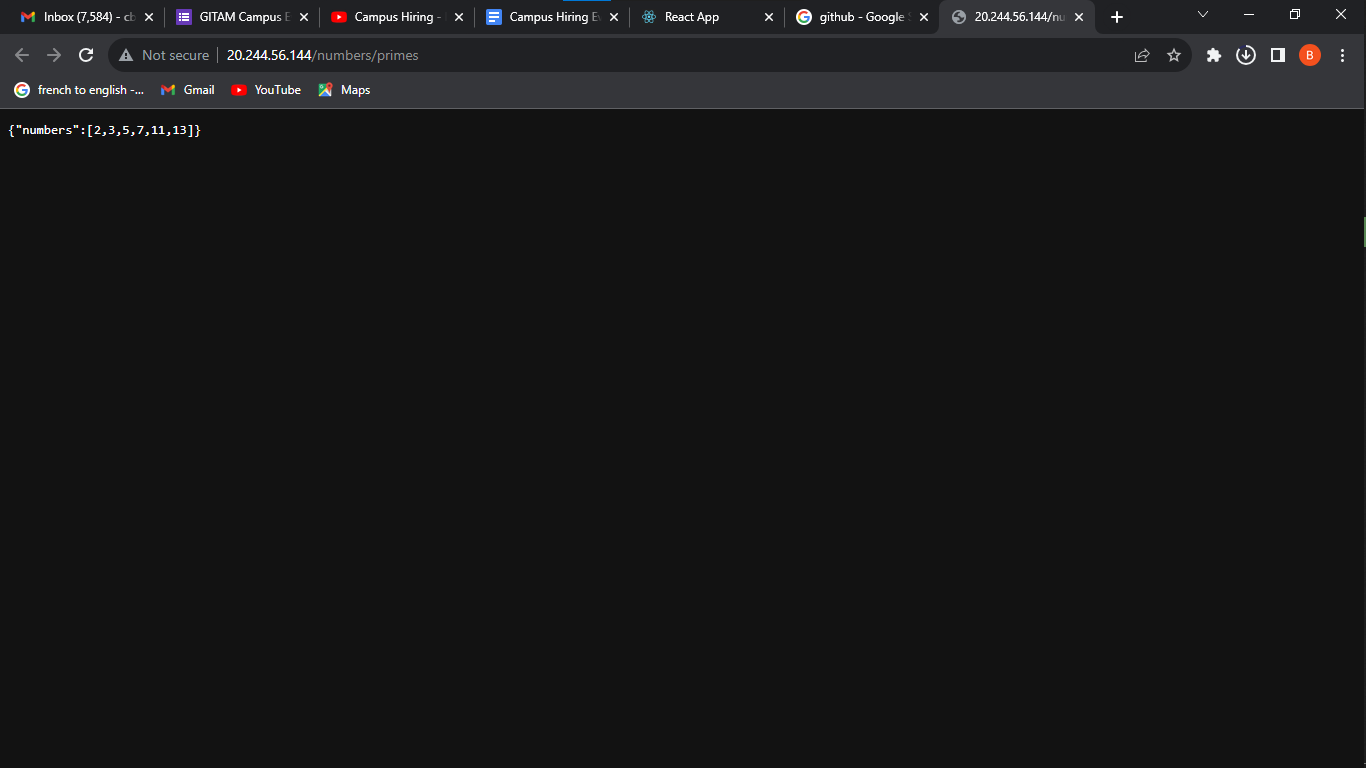 Inbox (7,584) - cb
GITAM Campus E
Campus Hiring -
Campus Hiring Ev
React App
github - Google
20.244.56.144/nu
Not secure
20.244.56.144/numbers/primes
B
french to english -...
Gmail
YouTube
Maps
{"numbers":[2,3,5,7,11,13]}